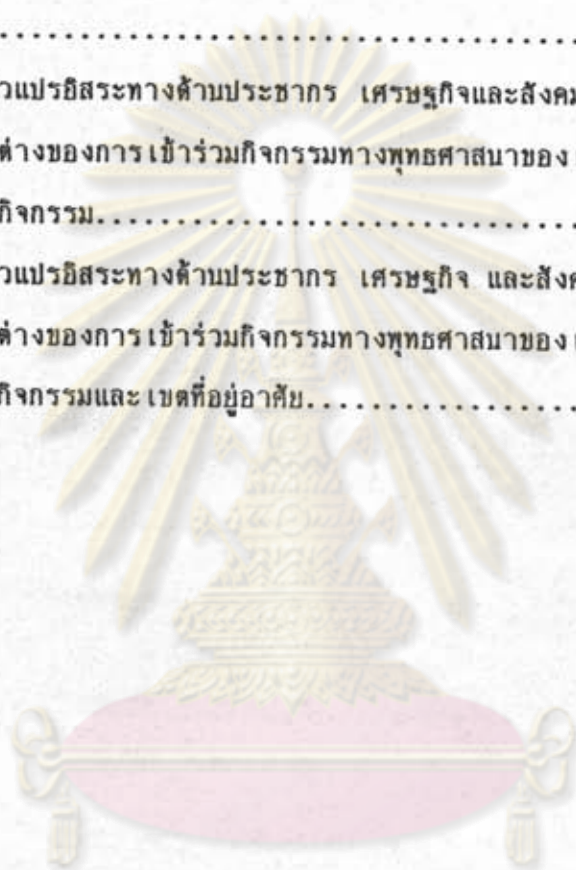 ....................................
วแปรอิสระทางด้านประชากร เศรษฐกิจและสังคม
ต่างของการเข้าร่วมกิจกรรมทางพุทธศาสนาของ
กิจกรรม....................................
วแปรอิสระทางด้านประชากร เศรษฐกิจ และสังค
ต่างของการเข้าร่วมกิจกรรมทางพุทธศาสนาของ
กิจกรรมและเขตที่อยู่อาศัย....................